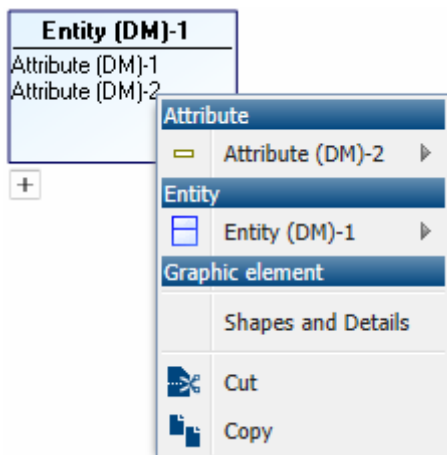 Entity (DM)-1
Attribute (DM)-1
Attribute (DM)-2
Attribute
Attribute (DM)-2
Entity
Entity (DM)-1
Graphic element
Shapes and Details
Cut
Copy